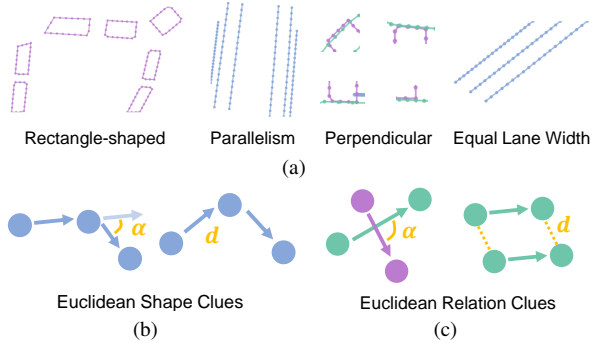 Rectangle-shaped Parallelism Perpendicular Equal Lane Width
(a)
α d α d
Euclidean Shape Clues Euclidean Relation Clues
(b) (c)